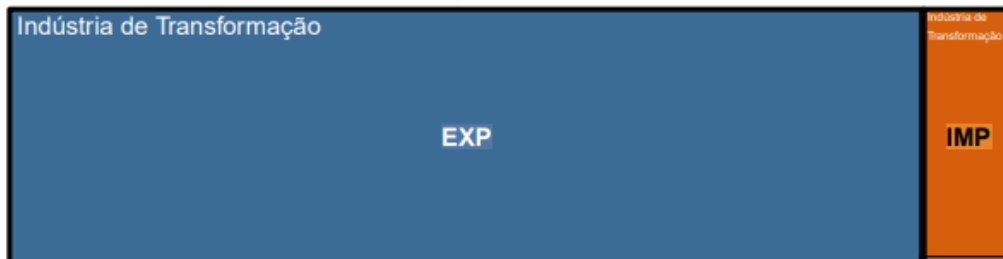 Indústria de Transformação
EXP
Indústria de
Transformação
IMP